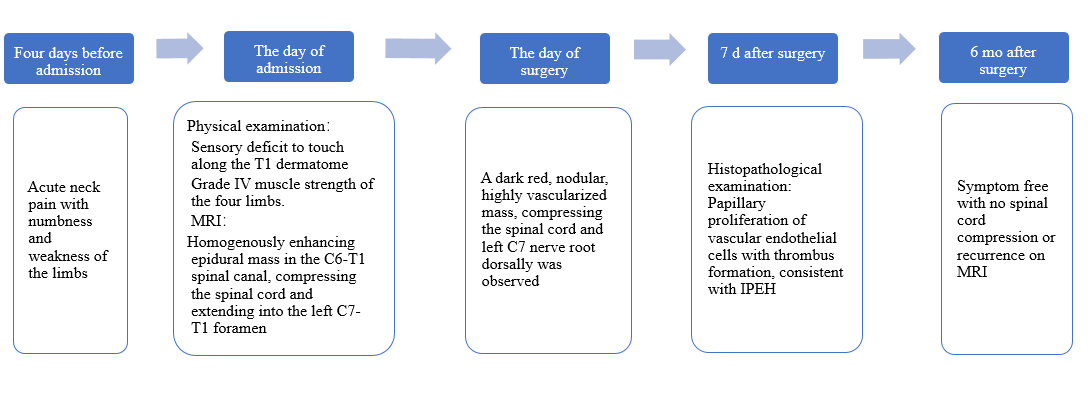 Four days before
admission
The day of
admission
The day of
surgery
7 d after surgery
6 mo after
surgery
Acute neck
pain with
numbness
and
weakness of
the limbs
Physical examination:
Sensory deficit to touch
along the T1 dermatome
Grade IV muscle strength of
the four limbs.
MRI:
Homogenously enhancing
epidural mass in the C6-T1
spinal canal, compressing
the spinal cord and
extending into the left C7-
T1 foramen
A dark red, nodular,
highly vascularized
mass, compressing
the spinal cord and
left C7 nerve root
dorsally was
observed
Histopathological
examination:
Papillary
proliferation of
vascular endothelial
cells with thrombus
formation, consistent
with IPEH
Symptom free
with no spinal
cord
compression or
recurrence on
MRI